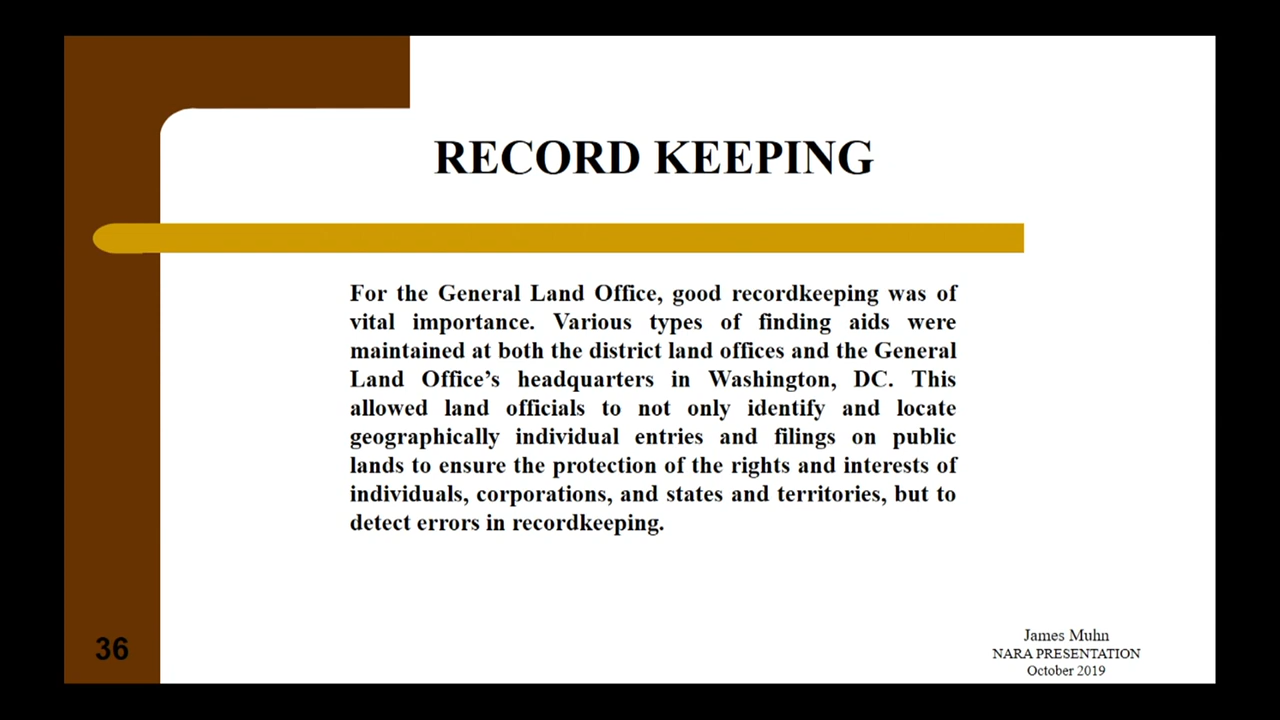 RECORD KEEPING
For the General Land Office, good recordkeeping was of
vital importance. Various types of finding aids were
maintained at both the district land offices and the General
Land Office’s headquarters in Washington, DC. This
allowed land officials to not only identify and locate
geographically individual entries and filings on public
lands to ensure the protection of the rights and interests of
individuals, corporations, and states and territories, but to
detect errors in recordkeeping.
36
James Muhn
NARA PRESENTATION
October 2019